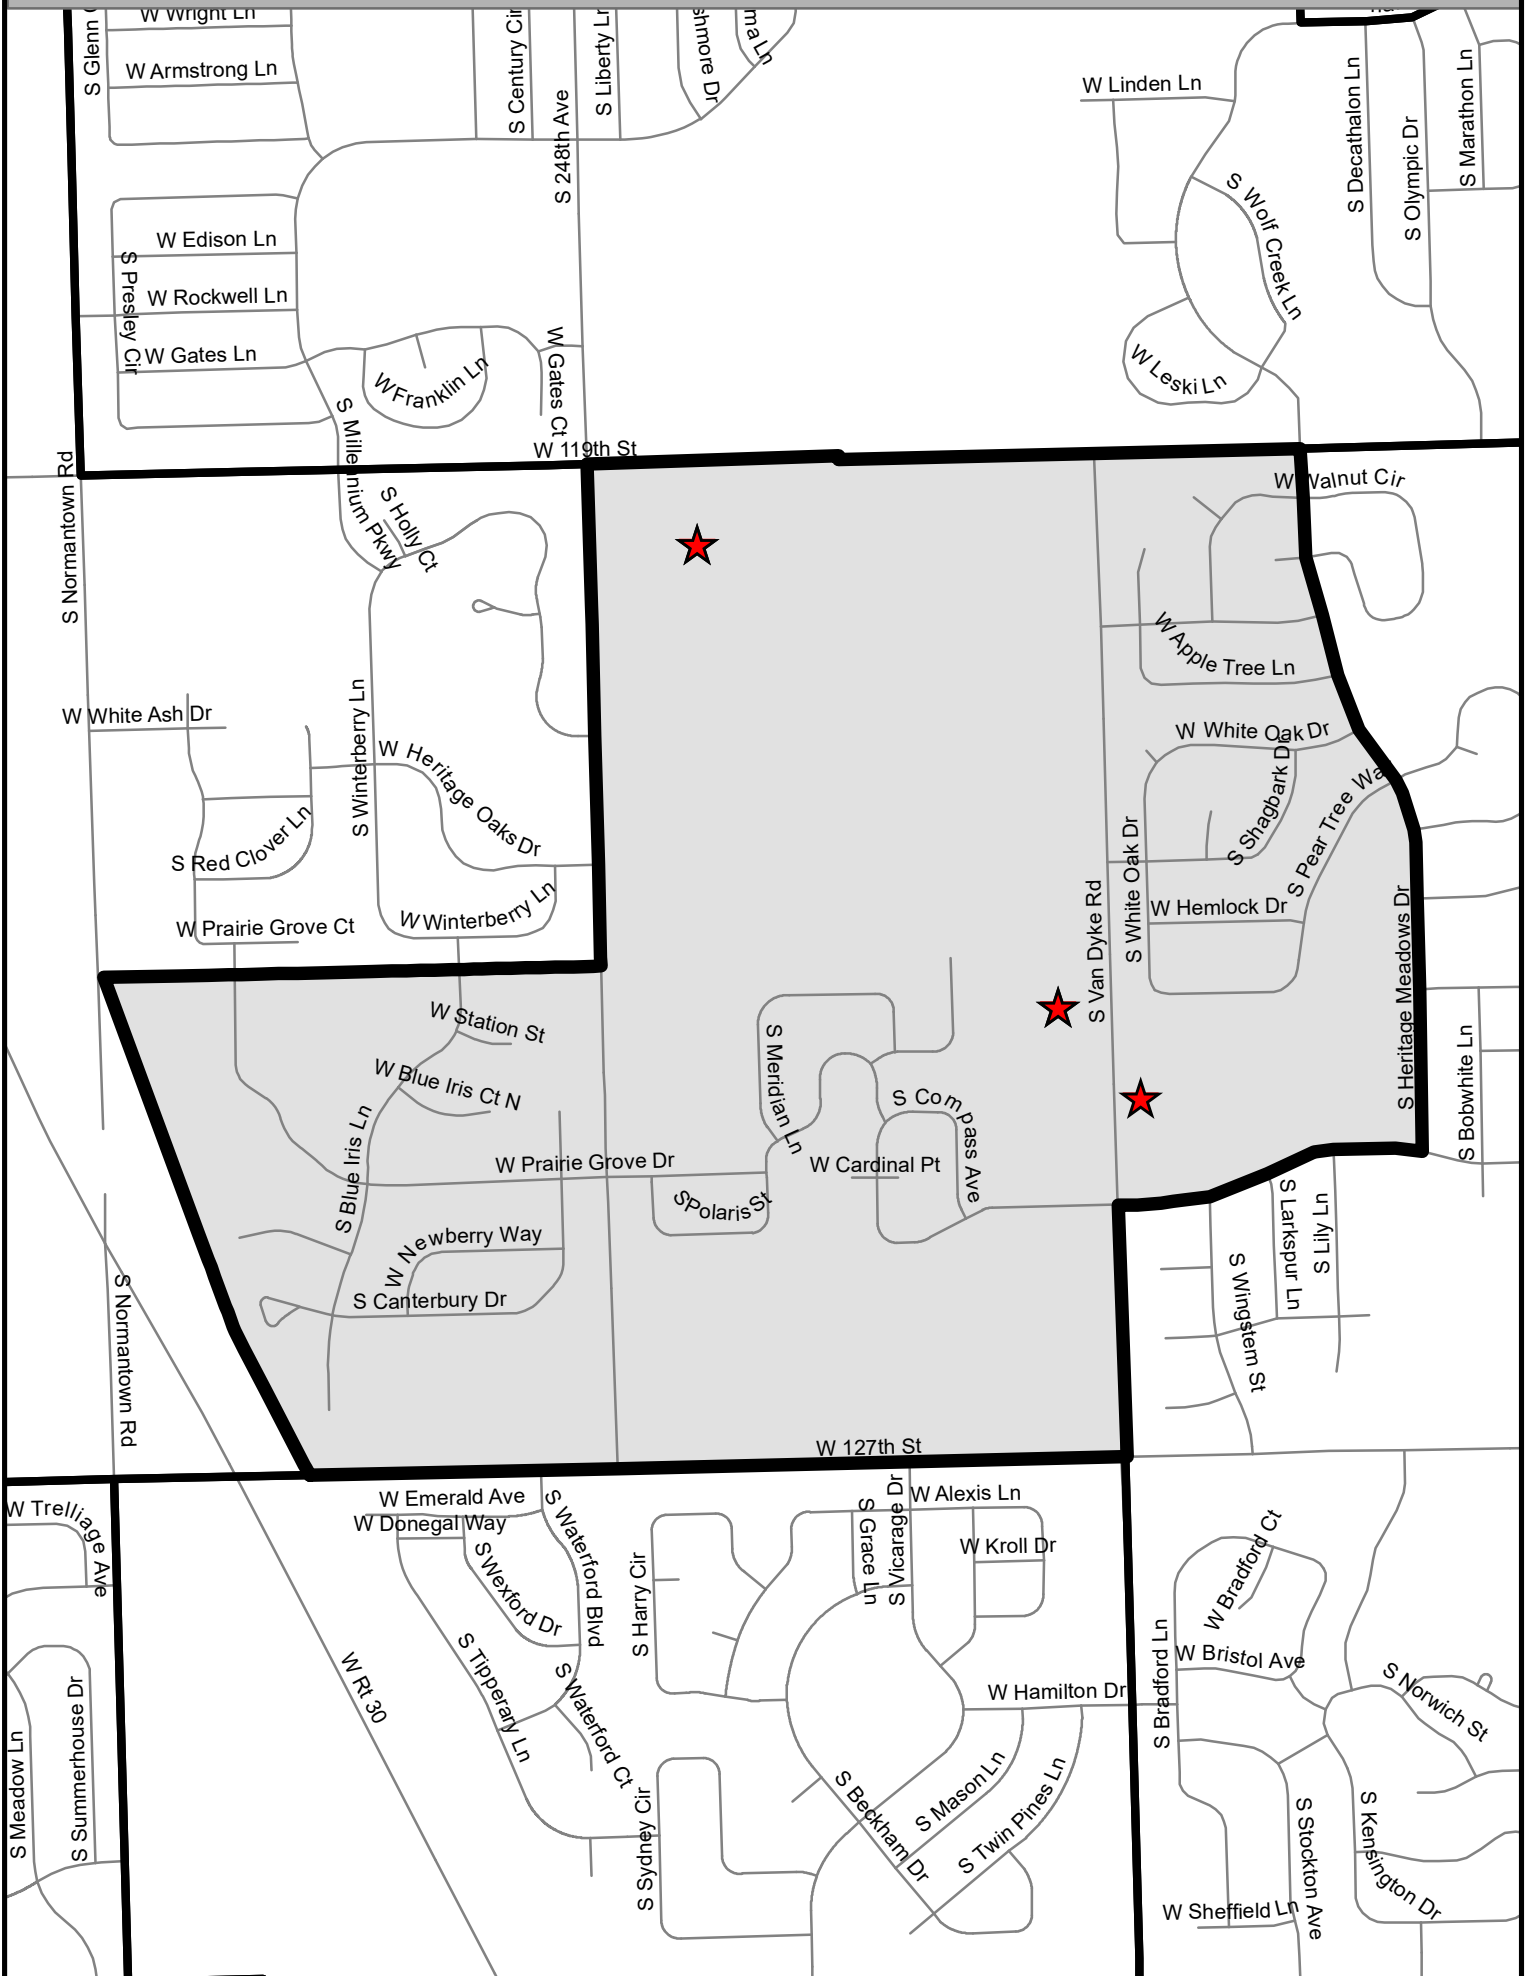 W Wright Ln
S Glenn
W Armstrong Ln
S Century Cir
S 248th Ave
S Liberty Ln
shmore Dr
ma Ln
W Linden Ln
S Decathalon Ln
S Olympic Dr
S Marathon Ln
S Wolf Creek Ln
W Edison Ln
S Presley Cir
W Rockwell Ln
W Gates Ln
W Franklin Ln
W Gates Ct
W Leski Ln
S Millennium Pkwy
W 119th St
S Normantown Rd
S Holly Ct
W Walnut Cir
W Apple Tree Ln
W White Ash Dr
S Winterberry Ln
W Heritage Oaks Dr
W White Oak Dr
S Shagbark Dr
S Pear Tree Wa
S Red Clover Ln
S White Oak Dr
W Hemlock Dr
W Prairie Grove Ct
W Winterberry Ln
S Van Dyke Rd
S Heritage Meadows Dr
W Station St
W Blue Iris Ct N
S Meridian Ln
S Compass Ave
S Bobwhite Ln
S Blue Iris Ln
W Prairie Grove Dr
W Cardinal Pt
S Polaris St
S Larkspur Ln
S Lily Ln
W Newberry Way
S Canterbury Dr
S Wingstem St
S Normantown Rd
W 127th St
W Trelliage Ave
W Emerald Ave
W Donegal Way
S Waterford Blvd
S Wexford Dr
S Harry Cir
S Grace Ln
S Vicarage Dr
W Alexis Ln
W Kroll Dr
W Bradford Ct
S Bradford Ln
W Bristol Ave
S Tipperary Ln
S Waterford Ct
W Rt 30
W Hamilton Dr
S Norwich St
S Meadow Ln
S Summerhouse Dr
S Sydney Cir
S Beckham Dr
S Mason Ln
S Twin Pines Ln
S Stockton Ave
S Kensington Dr
W Sheffield Ln